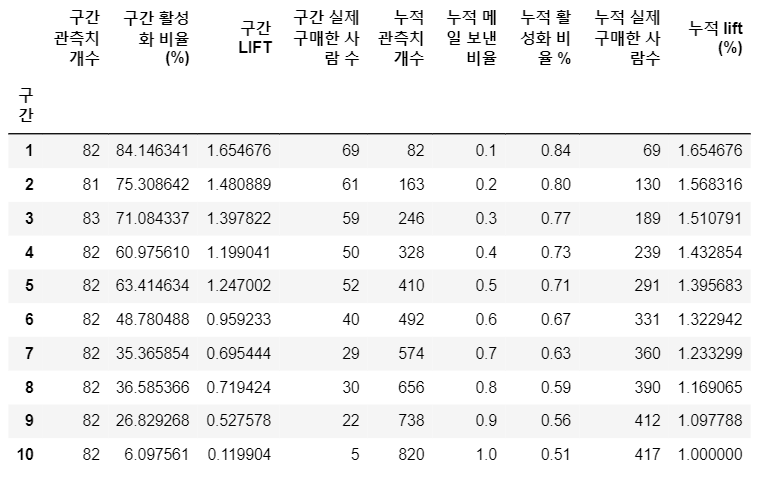 구간 관측치 개수 구간 활성화 비율 (%) 구간 LIFT 구간 실제 구매한 사람 수 누적 관측치 개수 누적 메일 보낸 비율 누적 활성화 비율 % 누적 실제 구매한 사람수 누적 lift (%)
구간
1 82 84.146341 1.654676 69 82 0.1 0.84 69 1.654676
2 81 75.308642 1.480889 61 163 0.2 0.80 130 1.568316
3 83 71.084337 1.397822 59 246 0.3 0.77 189 1.510791
4 82 60.975610 1.199041 50 328 0.4 0.73 239 1.432854
5 82 63.414634 1.247002 52 410 0.5 0.71 291 1.395683
6 82 48.780488 0.959233 40 492 0.6 0.67 331 1.322942
7 82 35.365854 0.695444 29 574 0.7 0.63 360 1.233299
8 82 36.585366 0.719424 30 656 0.8 0.59 390 1.169065
9 82 26.829268 0.527578 22 738 0.9 0.56 412 1.097788
10 82 6.097561 0.119904 5 820 1.0 0.51 417 1.000000